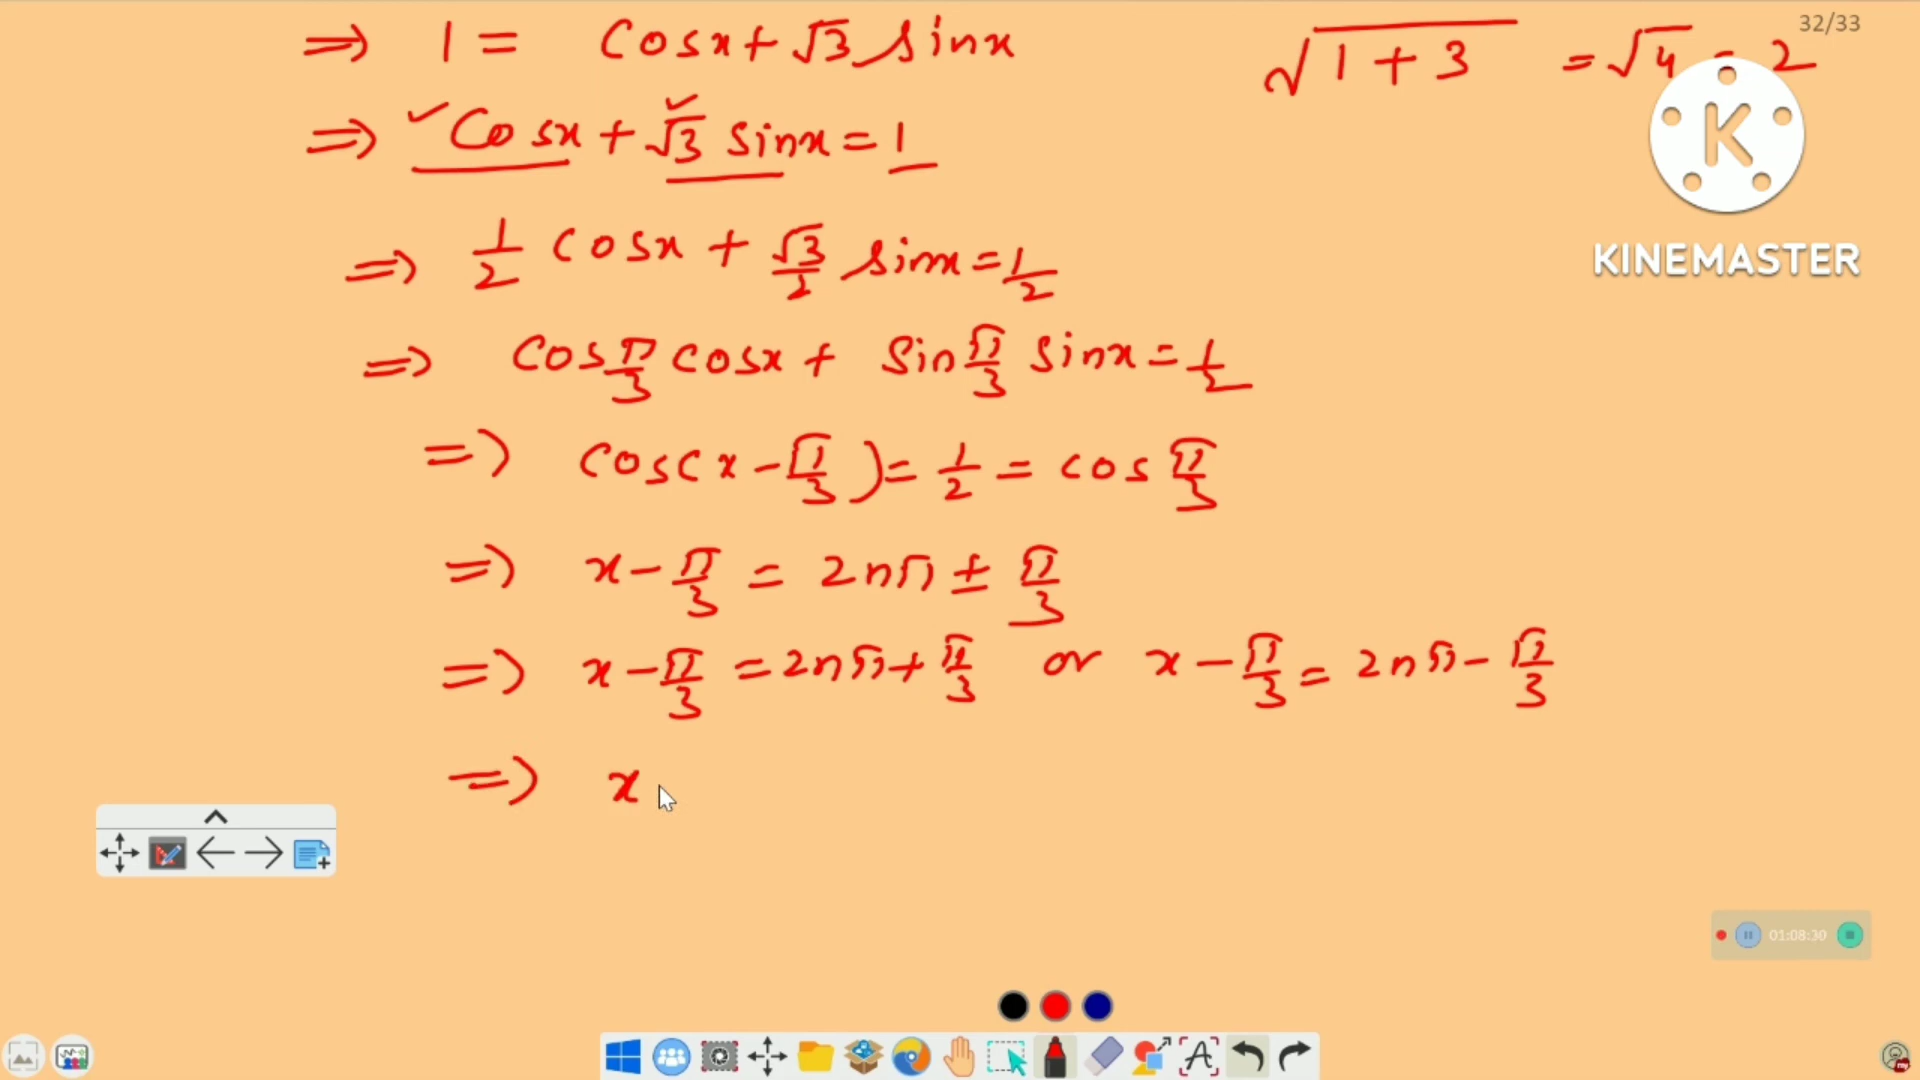 32/33
⇒ 1 = Cosx + √3 sinx √1+3 = √4 = 2
⇒ Cosx + √3 sinx = 1
K
KINEMASTER
⇒ 1/2 cosx + √3/2 sinx = 1/2
⇒ Cos π/3 cosx + Sin π/3 sinx = 1/2
⇒ cos(x - π/3) = 1/2 = cos π/3
⇒ x - π/3 = 2nπ ± π/3
⇒ x - π/3 = 2nπ + π/3 or x - π/3 = 2nπ - π/3
⇒ x
01:08:30